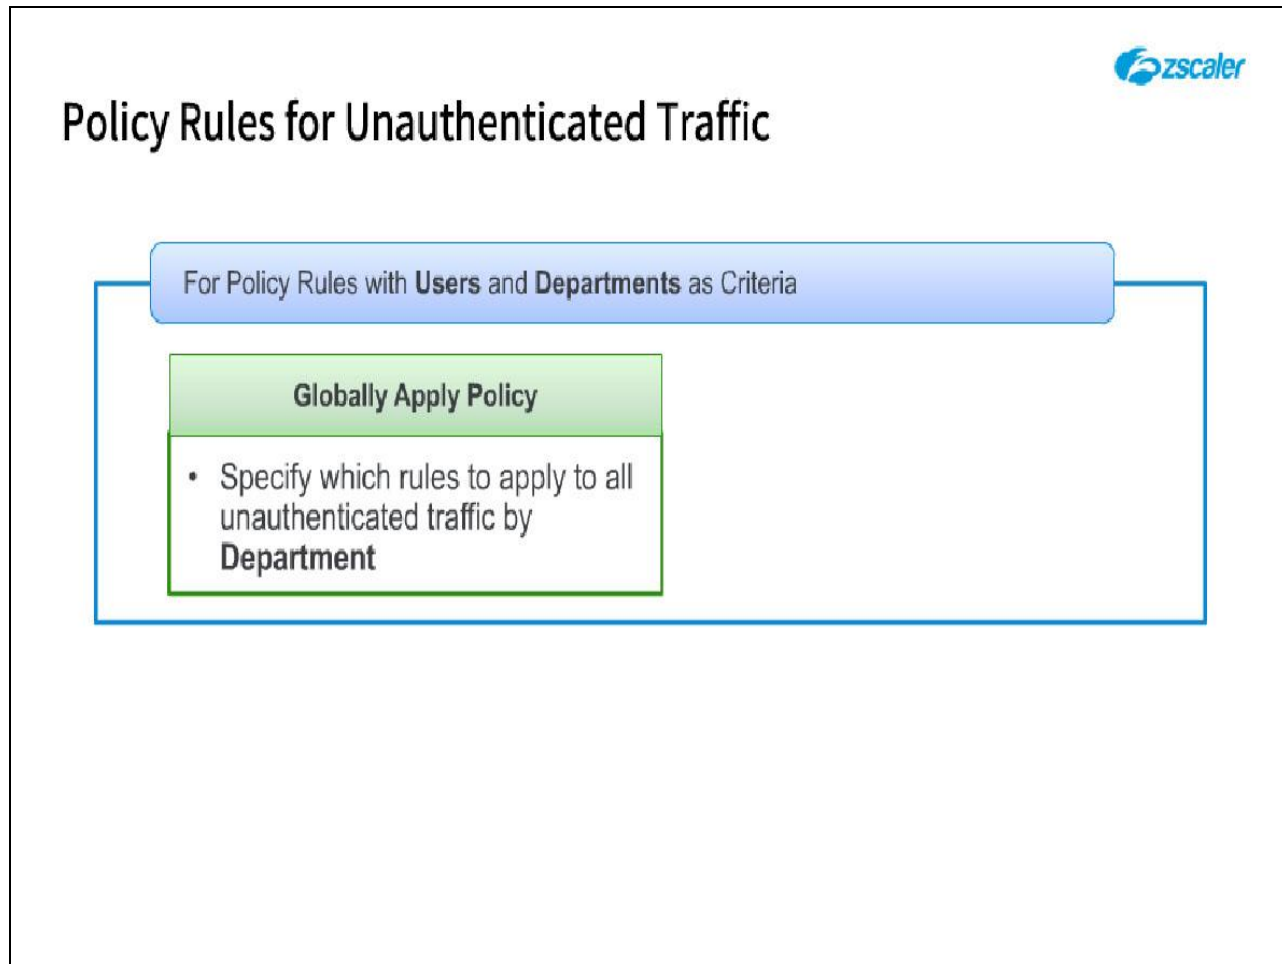 zscaler
Policy Rules for Unauthenticated Traffic
For Policy Rules with Users and Departments as Criteria
Globally Apply Policy
• Specify which rules to apply to all
unauthenticated traffic by
Department